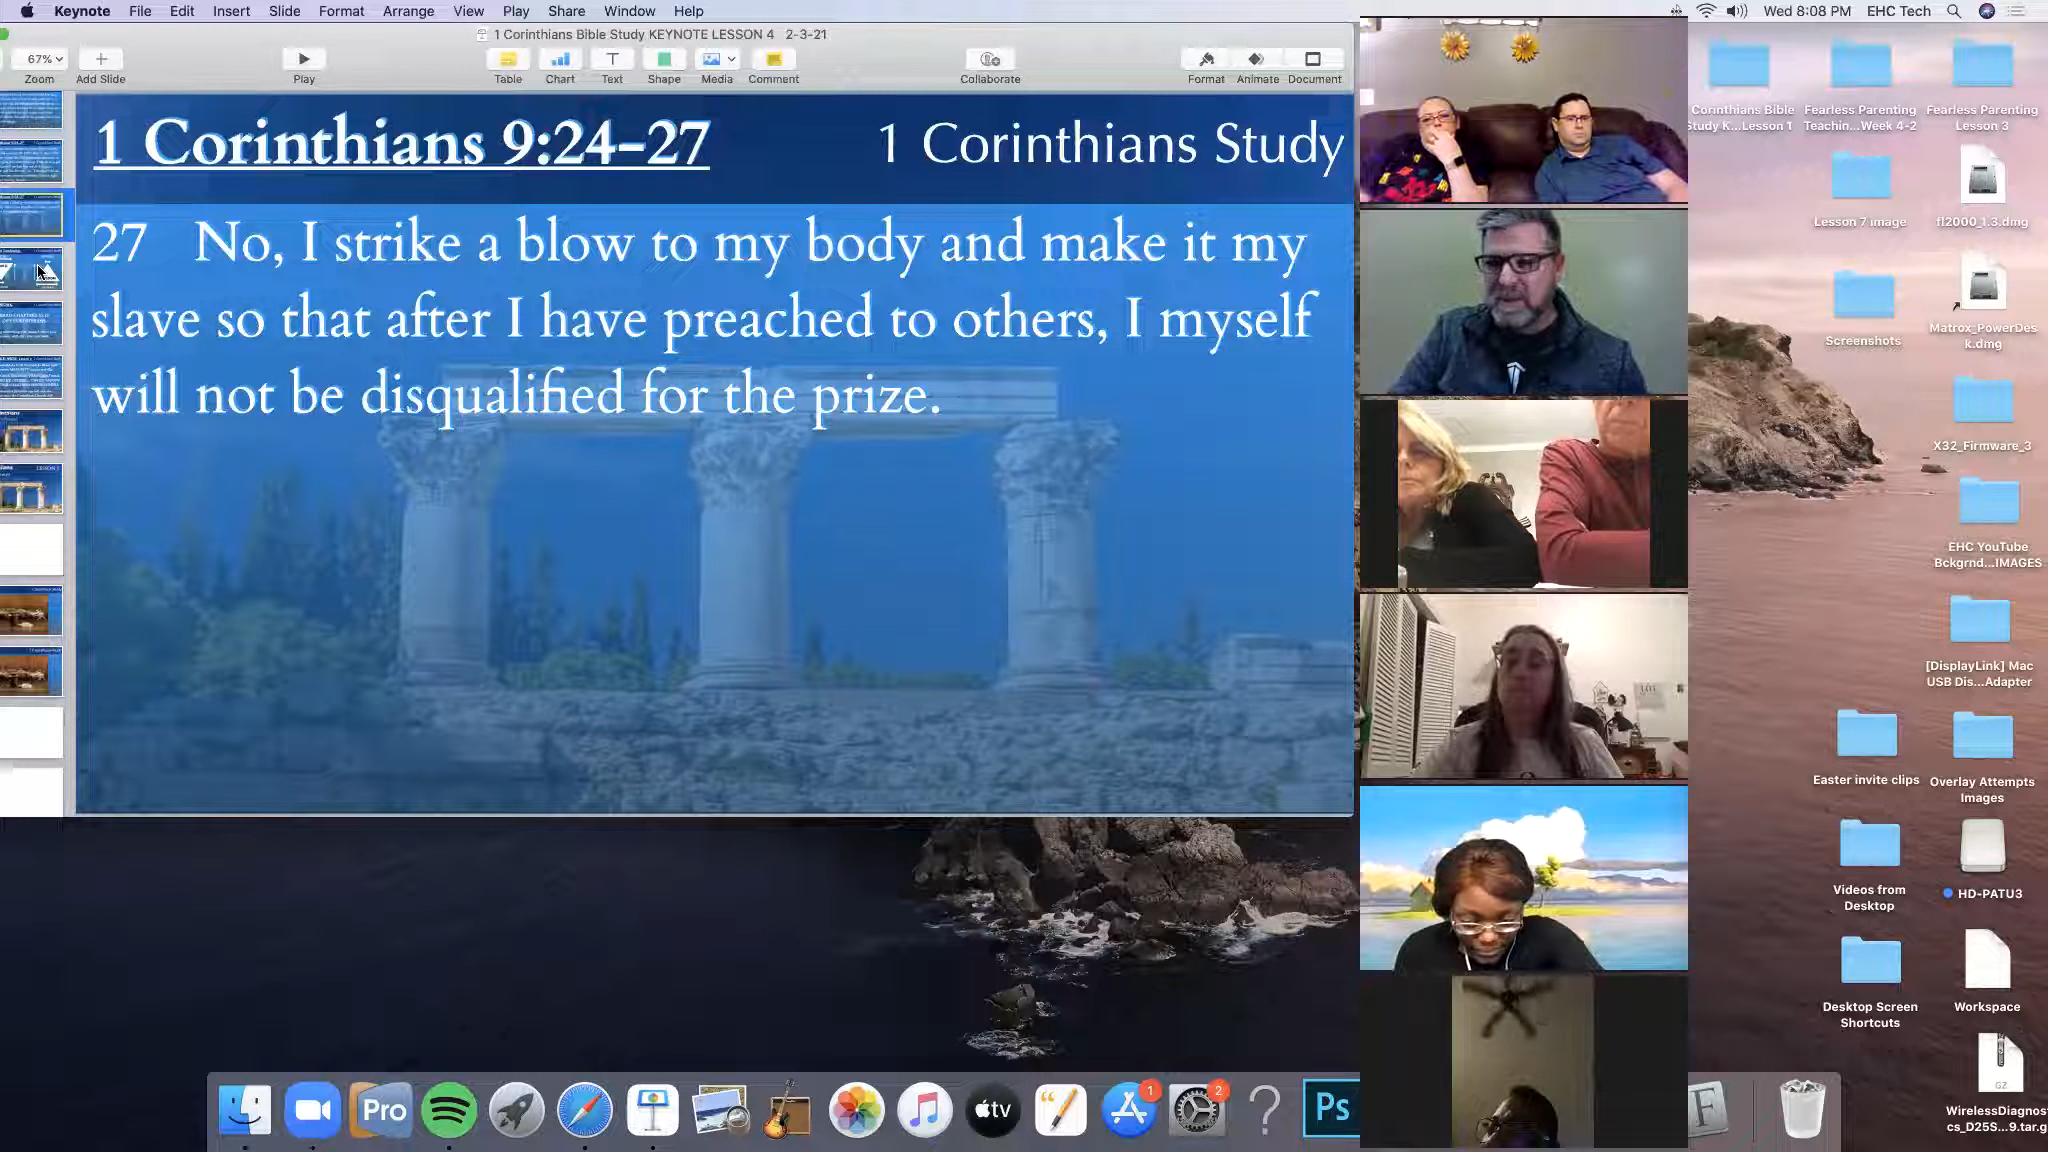 Keynote File Edit Insert Slide Format Arrange View Play Share Window Help
Wed 8:08 PM EHC Tech
1 Corinthians Bible Study KEYNOTE LESSON 4 2-3-21
67%
Zoom Add Slide Play Table Chart Text Shape Media Comment Collaborate Format Animate Document
1 Corinthians 9:24-27
1 Corinthians Study
27 No, I strike a blow to my body and make it my
slave so that after I have preached to others, I myself
will not be disqualified for the prize.
Corinthians Bible
Study K...Lesson 1
Fearless Parenting
Teachin...Week 4-2
Fearless Parenting
Lesson 3
Lesson 7 image
fl2000_1.3.dmg
Screenshots
Matrox_PowerDes
k.dmg
X32_Firmware_3
EHC YouTube
Bckgrnd...IMAGES
[DisplayLink] Mac
USB Dis...Adapter
Easter invite clips
Overlay Attempts
Images
Videos from
Desktop
HD-PATU3
Desktop Screen
Shortcuts
Workspace
GZ
WirelessDiagnos
cs_D25S...9.tar.g
Pro
tv
1
2
Ps
F